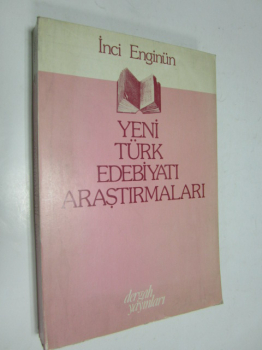 İnci Enginün
YENİ
TÜRK
EDEBİYATI
ARAŞTIRMALARI
dergâh
yayınları